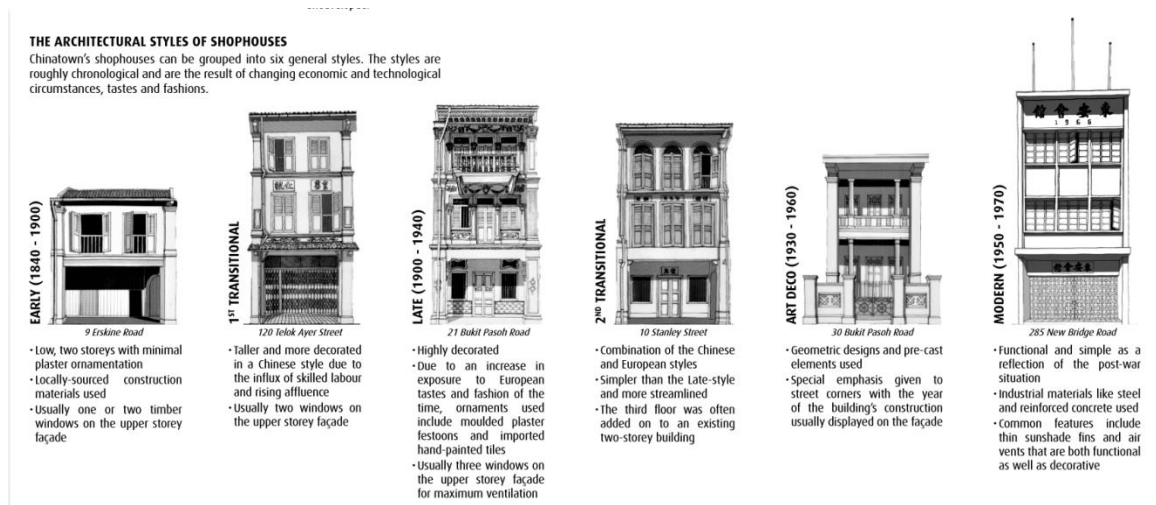 THE ARCHITECTURAL STYLES OF SHOPHOUSES
Chinatown's shophouses can be grouped into six general styles. The styles are
roughly chronological and are the result of changing economic and technological
circumstances, tastes and fashions.
EARLY (1840 - 1900)
9 Erskine Road
• Low, two storeys with minimal
plaster ornamentation
• Locally-sourced construction
materials used
• Usually one or two timber
windows on the upper storey
façade
1ST TRANSITIONAL
120 Telok Ayer Street
• Taller and more decorated
in a Chinese style due to
the influx of skilled labour
and rising affluence
• Usually two windows on
the upper storey façade
LATE (1900 - 1940)
21 Bukit Pasoh Road
• Highly decorated
• Due to an increase in
exposure to European
tastes and fashion of the
time, ornaments used
include moulded plaster
festoons and imported
hand-painted tiles
• Usually three windows on
the upper storey façade
for maximum ventilation
2ND TRANSITIONAL
10 Stanley Street
• Combination of the Chinese
and European styles
• Simpler than the Late-style
and more streamlined
• The third floor was often
added on to an existing
two-storey building
ART DECO (1930 - 1960)
30 Bukit Pasoh Road
• Geometric designs and pre-cast
elements used
• Special emphasis given to
street corners with the year
of the building's construction
usually displayed on the façade
MODERN (1950 - 1970)
信會安東
1966
285 New Bridge Road
• Functional and simple as a
reflection of the post-war
situation
• Industrial materials like steel
and reinforced concrete used
• Common features include
thin sunshade fins and air
vents that are both functional
as well as decorative